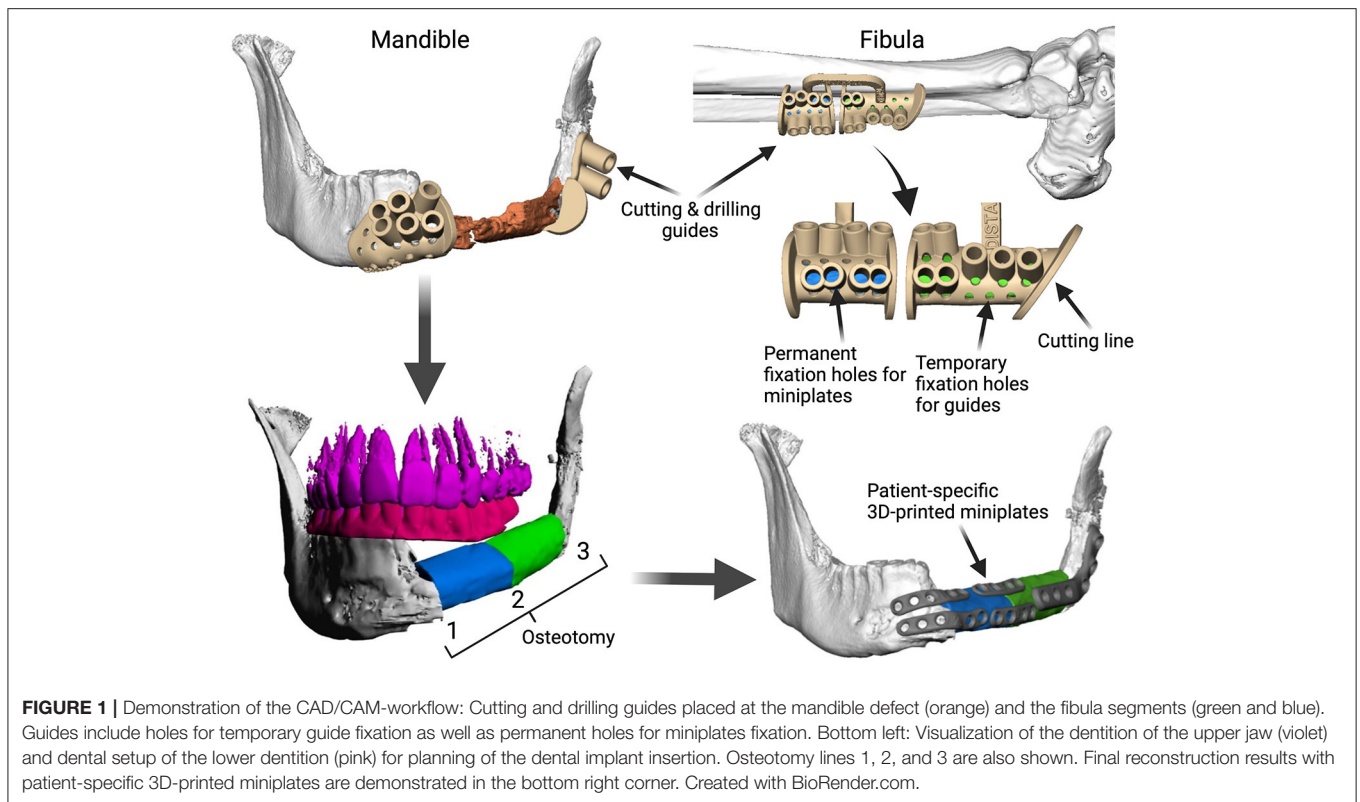 Mandible
Fibula
Cutting & drilling
guides
DISTA
Permanent
fixation holes for
miniplates
Temporary
fixation holes
for guides
Cutting line
1
2
3
Osteotomy
Patient-specific
3D-printed miniplates
FIGURE 1 | Demonstration of the CAD/CAM-workflow: Cutting and drilling guides placed at the mandible defect (orange) and the fibula segments (green and blue).
Guides include holes for temporary guide fixation as well as permanent holes for miniplates fixation. Bottom left: Visualization of the dentition of the upper jaw (violet)
and dental setup of the lower dentition (pink) for planning of the dental implant insertion. Osteotomy lines 1, 2, and 3 are also shown. Final reconstruction results with
patient-specific 3D-printed miniplates are demonstrated in the bottom right corner. Created with BioRender.com.